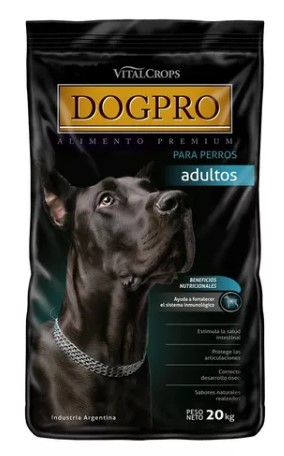 VITALCROPS
DOGPRO
ALIMENTO PREMIUM
PARA PERROS
adultos
BENEFICIOS
NUTRICIONALES
Ayuda a fortalecer
el sistema inmunológico
Estimula la salud
intestinal
Protege las
articulaciones
Correcto
desarrollo óseo
Sabores naturales
realzados
Industria Argentina
PESO
NETO 20kg